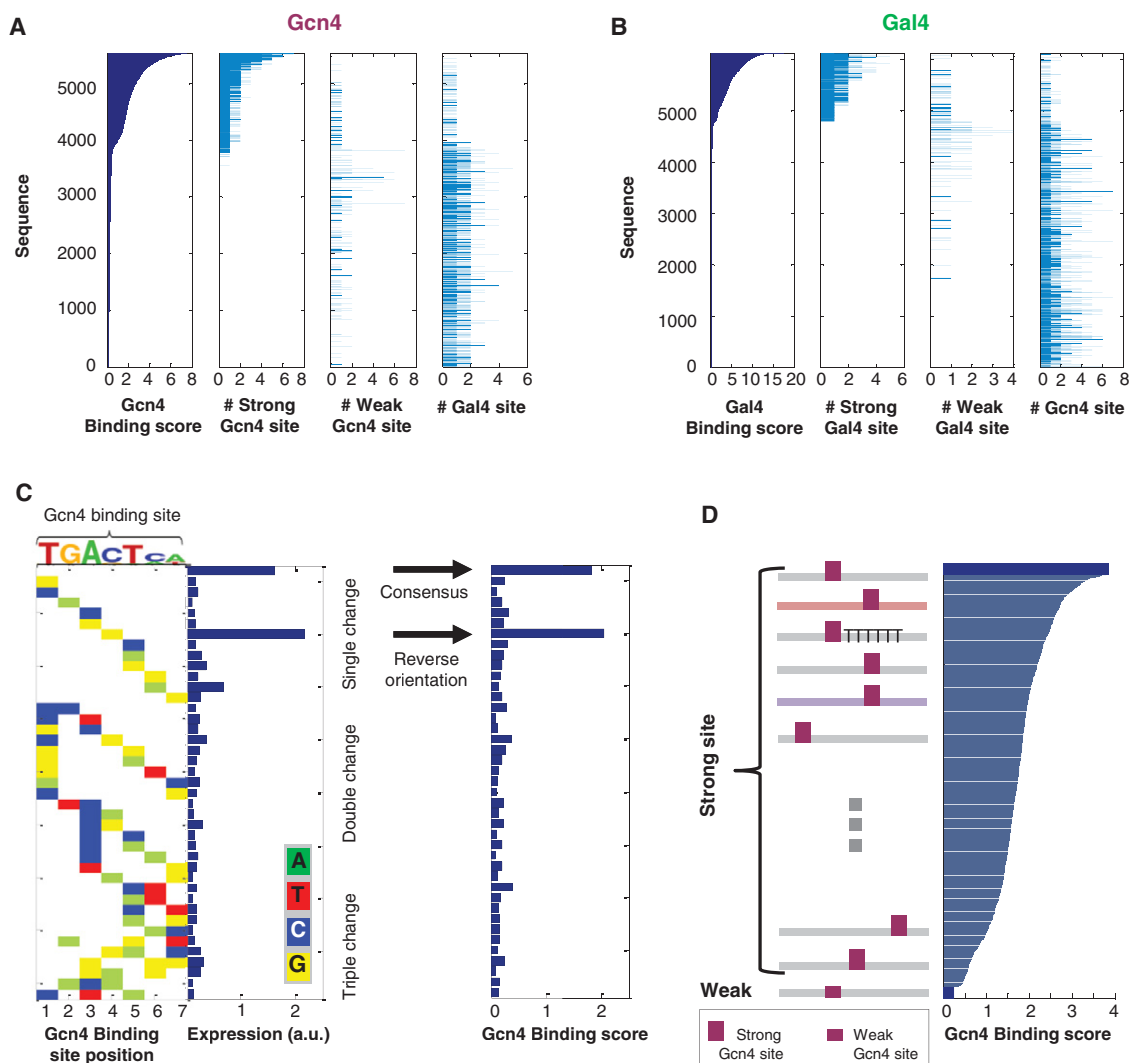 Gcn4
A
Sequence
5000
4000
3000
2000
1000
0
0 2 4 6 8
Gcn4
Binding score
0 2 4 6 8
# Strong
Gcn4 site
0 2 4 6 8
# Weak
Gcn4 site
0 1 2 3 4 5 6
# Gal4 site
Gal4
B
Sequence
5000
4000
3000
2000
1000
0
0 5 10 15 20
Gal4
Binding score
0 2 4 6
# Strong
Gal4 site
0 1 2 3 4
# Weak
Gal4 site
0 2 4 6 8
# Gcn4 site
C
Gcn4 binding site
TGACTCA
Single change
Double change
Triple change
A
T
C
G
1 2 3 4 5 6 7
Gcn4 Binding
site position
1 2
Expression (a.u.)
Consensus
Reverse
orientation
0 1 2
Gcn4 Binding score
D
Strong site
Weak
Strong
Gcn4 site
Weak
Gcn4 site
0 1 2 3 4
Gcn4 Binding score